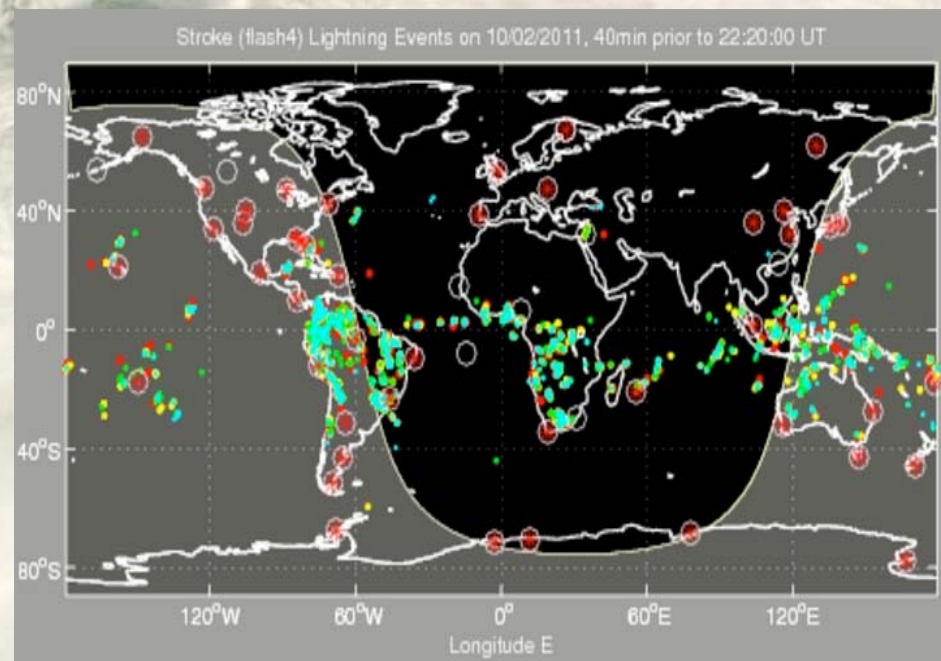 Stroke (flash4) Lightning Events on 10/02/2011, 40min prior to 22:20:00 UT
80°N
40°N
0°
40°S
80°S
120°W
60°W
0°
60°E
120°E
Longitude E